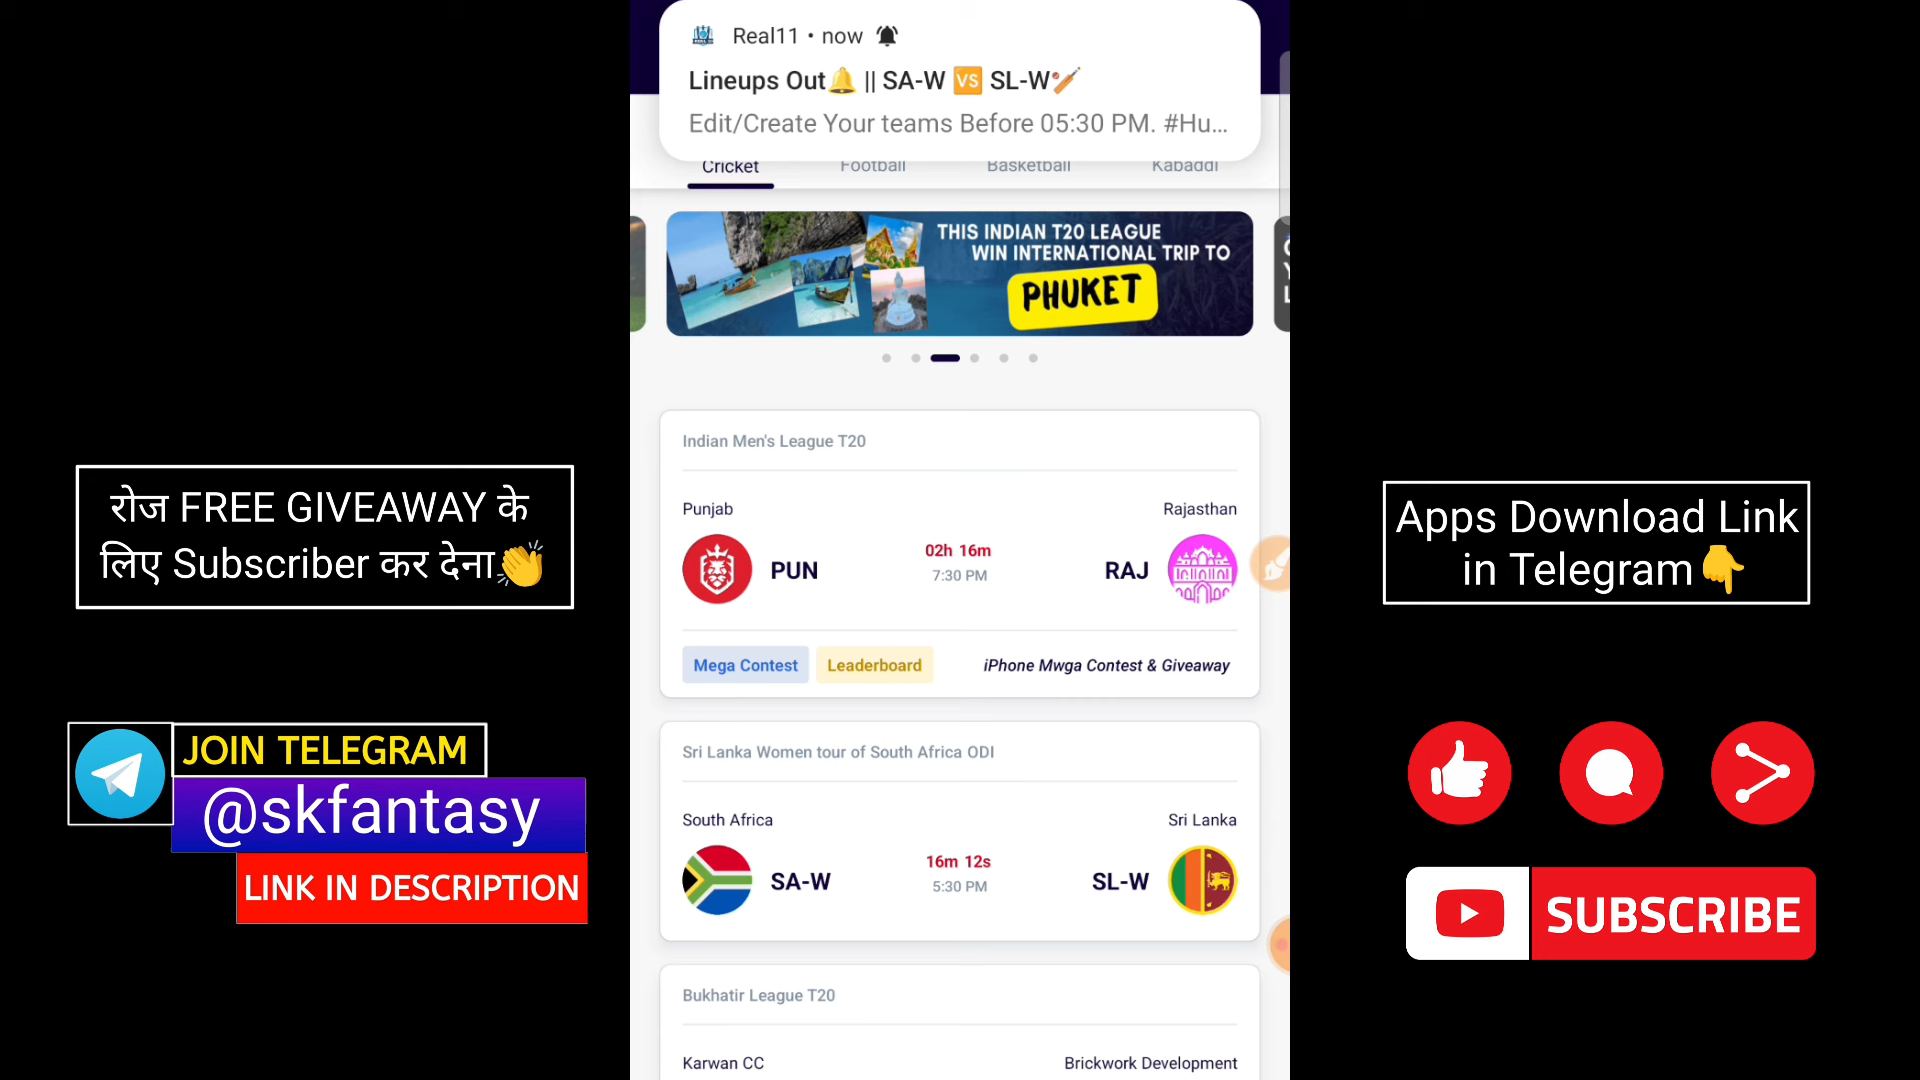 Real11 • now
Lineups Out🔔 || SA-W 🆚 SL-W🏏
Edit/Create Your teams Before 05:30 PM. #Hu...
Cricket
Football
Basketball
Kabaddi
THIS INDIAN T20 LEAGUE
WIN INTERNATIONAL TRIP TO
PHUKET
Indian Men's League T20
Punjab
Rajasthan
PUN
02h 16m
7:30 PM
RAJ
Mega Contest
Leaderboard
iPhone Mwga Contest & Giveaway
Sri Lanka Women tour of South Africa ODI
South Africa
Sri Lanka
SA-W
16m 12s
5:30 PM
SL-W
Bukhatir League T20
Karwan CC
Brickwork Development
रोज FREE GIVEAWAY के
लिए Subscriber कर देना👏
JOIN TELEGRAM
@skfantasy
LINK IN DESCRIPTION
Apps Download Link
in Telegram👇
SUBSCRIBE